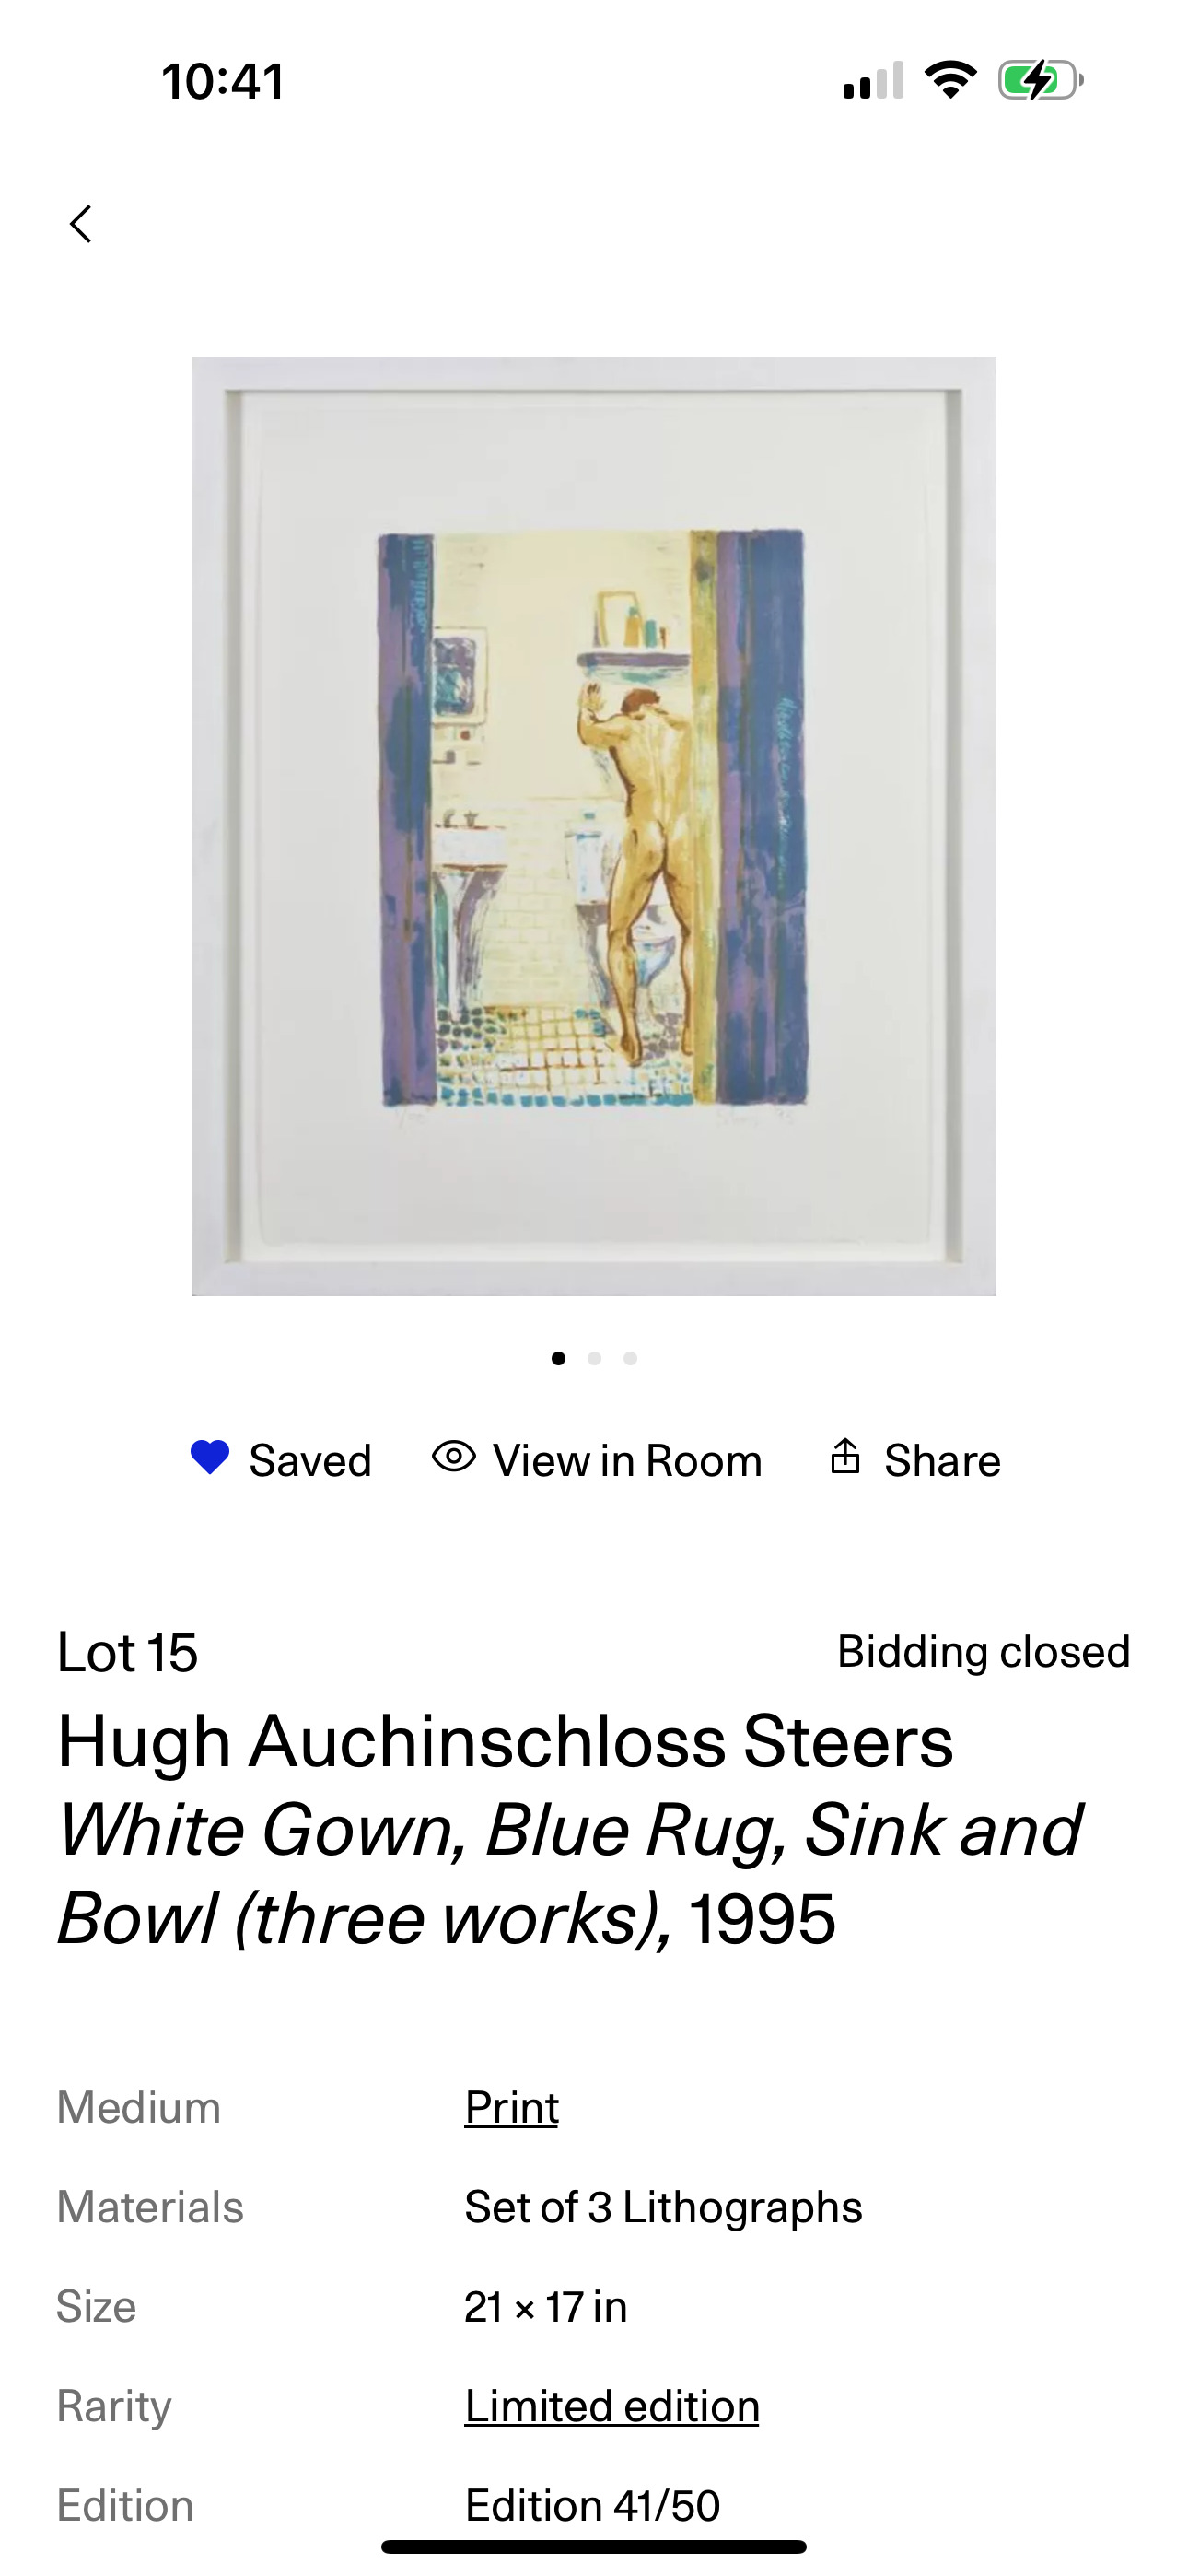 10:41
Saved View in Room Share
Lot 15 Bidding closed
Hugh Auchinschloss Steers
White Gown, Blue Rug, Sink and
Bowl (three works), 1995
Medium Print
Materials Set of 3 Lithographs
Size 21 × 17 in
Rarity Limited edition
Edition Edition 41/50